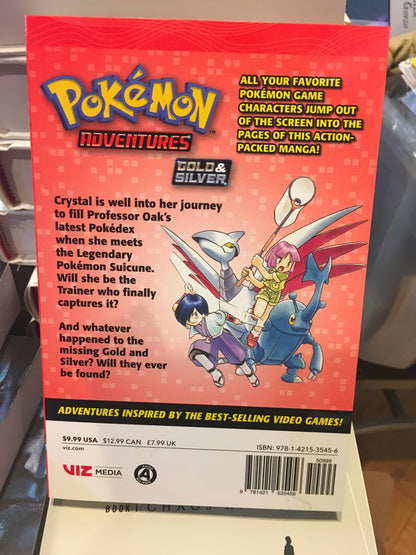 POKéMON
ADVENTURES
GOLD &
SILVER
ALL YOUR FAVORITE
POKÉMON GAME
CHARACTERS JUMP OUT
OF THE SCREEN INTO THE
PAGES OF THIS ACTION-
PACKED MANGA!
Crystal is well into her journey
to fill Professor Oak's
latest Pokédex
when she meets
the Legendary
Pokémon Suicune.
Will she be the
Trainer who finally
captures it?
And whatever
happened to the
missing Gold and
Silver? Will they ever
be found?
ADVENTURES INSPIRED BY THE BEST-SELLING VIDEO GAMES!
$9.99 USA $12.99 CAN £7.99 UK
viz.com
VIZ MEDIA
A
ISBN: 978-1-4215-3545-6
50999
9 781421 535456
BOOK 1: CHAOS